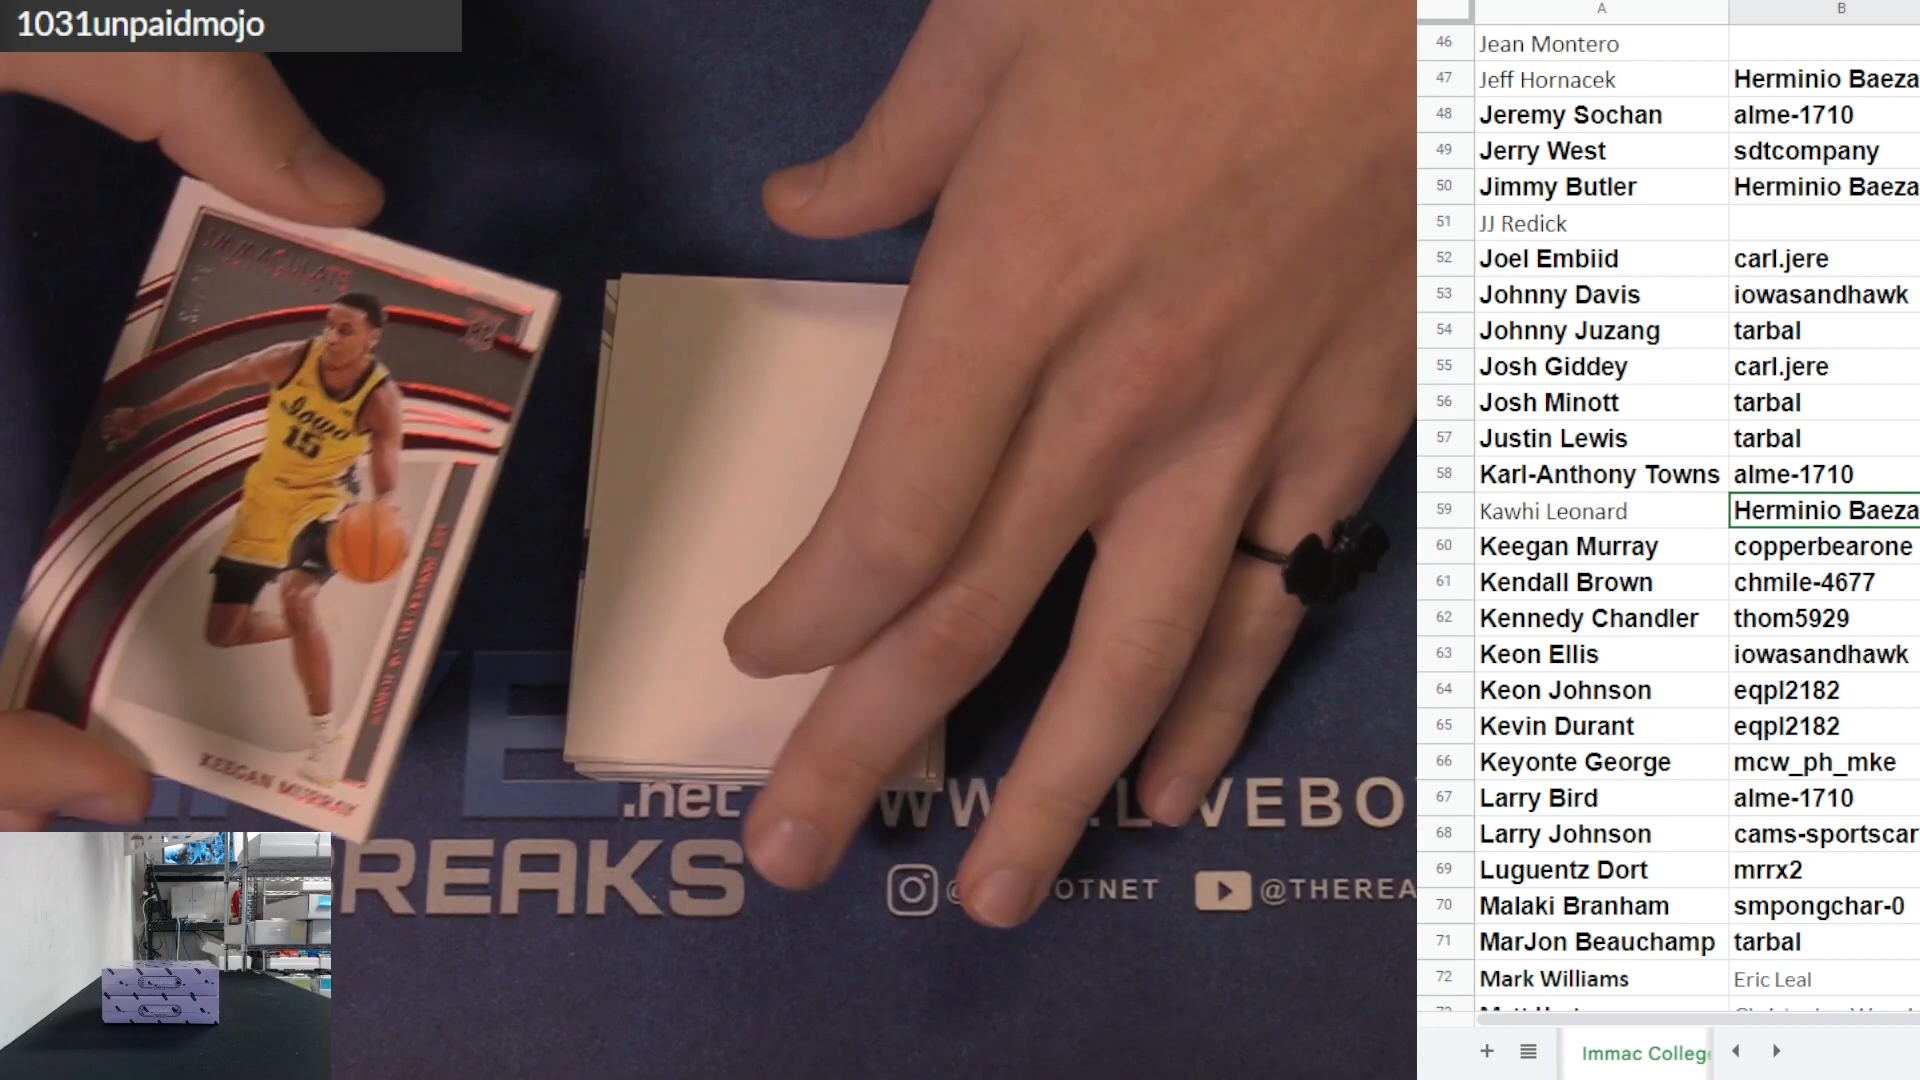 1031unpaidmojo
IMMACULATE
Iowa
15
KEEGAN MURRAY
E
.net
REAKS
OTNET
@THEREA
A B
46 Jean Montero
47 Jeff Hornacek Herminio Baeza
48 Jeremy Sochan alme-1710
49 Jerry West sdtcompany
50 Jimmy Butler Herminio Baeza
51 JJ Redick
52 Joel Embiid carl.jere
53 Johnny Davis iowasandhawk
54 Johnny Juzang tarbal
55 Josh Giddey carl.jere
56 Josh Minott tarbal
57 Justin Lewis tarbal
58 Karl-Anthony Towns alme-1710
59 Kawhi Leonard Herminio Baeza
60 Keegan Murray copperbearone
61 Kendall Brown chmile-4677
62 Kennedy Chandler thom5929
63 Keon Ellis iowasandhawk
64 Keon Johnson eqpl2182
65 Kevin Durant eqpl2182
66 Keyonte George mcw_ph_mke
67 Larry Bird alme-1710
68 Larry Johnson cams-sportscar
69 Luguentz Dort mrrx2
70 Malaki Branham smpongchar-0
71 MarJon Beauchamp tarbal
72 Mark Williams Eric Leal
Immac Colleg